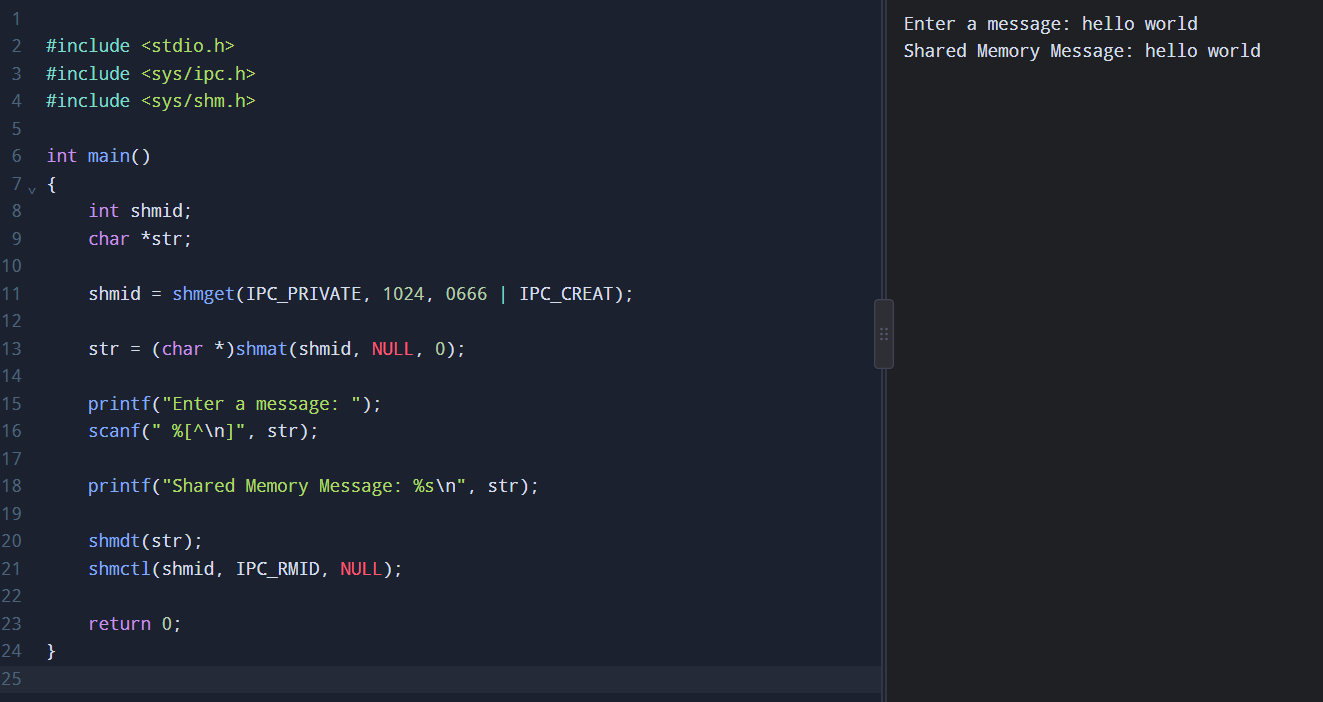 1
2 #include <stdio.h>
3 #include <sys/ipc.h>
4 #include <sys/shm.h>
5
6 int main()
7 {
8     int shmid;
9     char *str;
10
11     shmid = shmget(IPC_PRIVATE, 1024, 0666 | IPC_CREAT);
12
13     str = (char *)shmat(shmid, NULL, 0);
14
15     printf("Enter a message: ");
16     scanf(" %[^\n]", str);
17
18     printf("Shared Memory Message: %s\n", str);
19
20     shmdt(str);
21     shmctl(shmid, IPC_RMID, NULL);
22
23     return 0;
24 }
25
Enter a message: hello world
Shared Memory Message: hello world